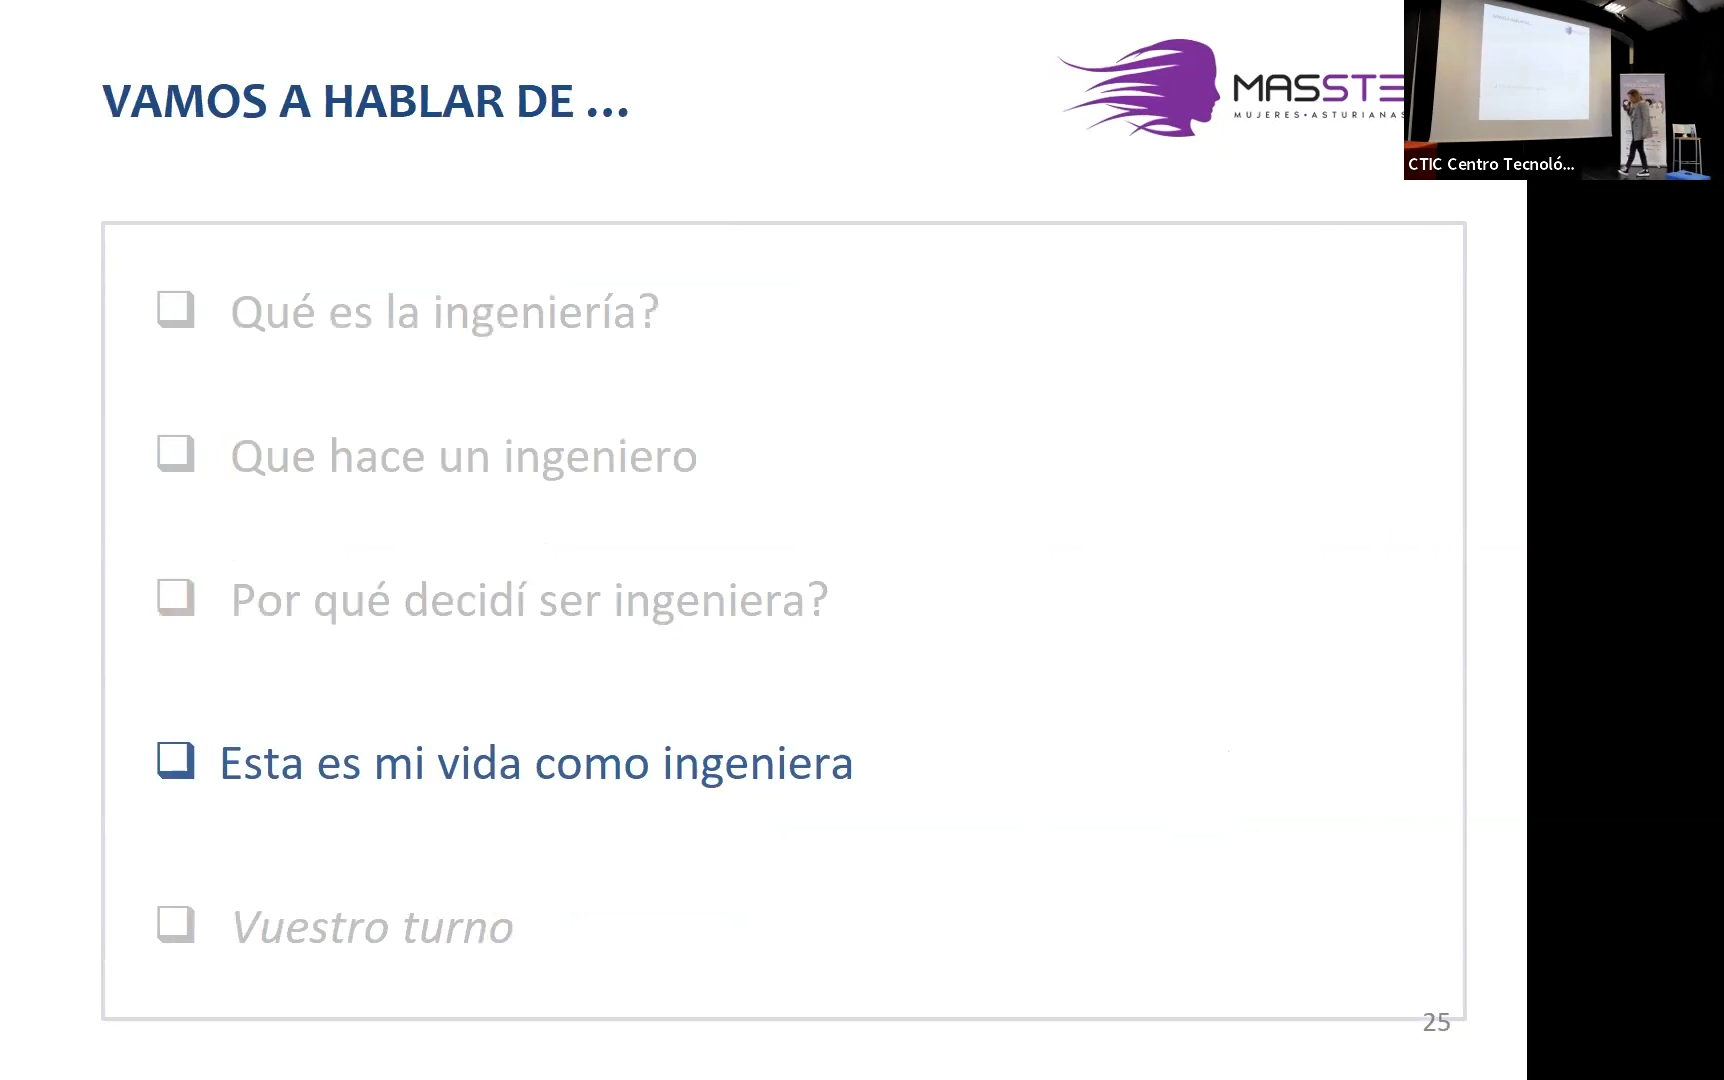 VAMOS A HABLAR DE ...
MASSTE
MUJERES•ASTURIANAS
CTIC Centro Tecnoló...
Qué es la ingeniería?
Que hace un ingeniero
Por qué decidí ser ingeniera?
Esta es mi vida como ingeniera
Vuestro turno
25